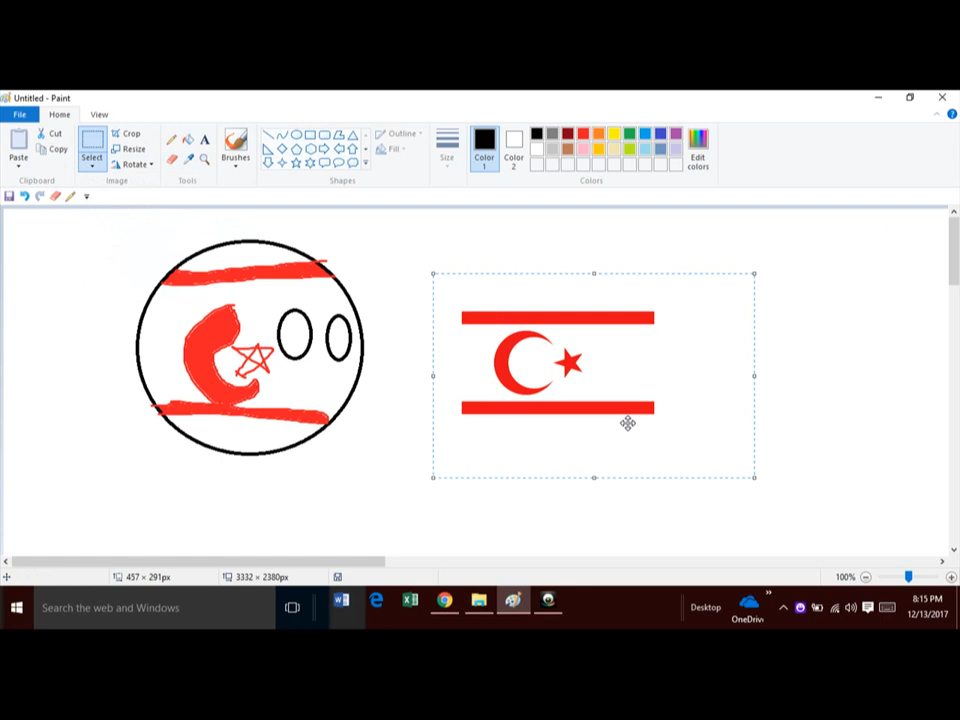 Untitled - Paint
File Home View
Cut
Copy
Paste
Clipboard
Select
Crop
Resize
Rotate
Image
Tools
Brushes
Shapes
Outline
Fill
Size
Color 1
Color 2
Edit colors
Colors
457 × 291px
3332 × 2380px
100%
Search the web and Windows
Desktop
OneDrive
8:15 PM
12/13/2017